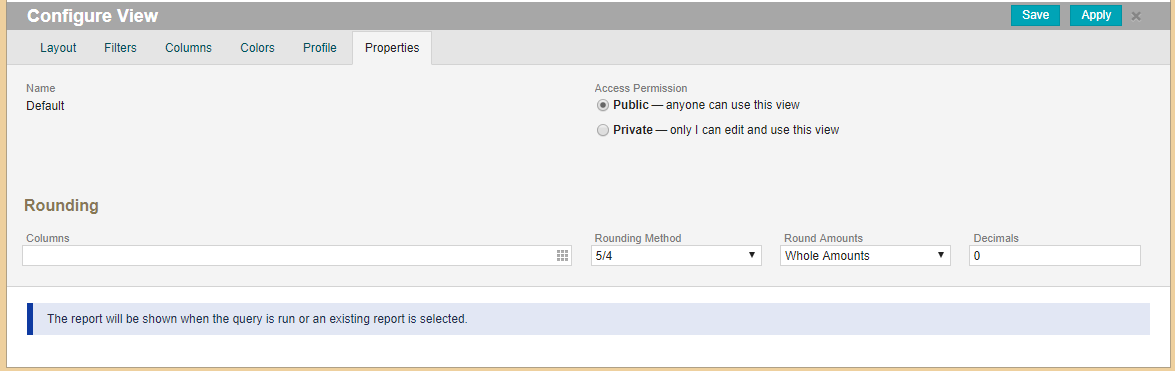 Configure View
Save Apply ×
Layout Filters Columns Colors Profile Properties
Name
Default
Access Permission
Public — anyone can use this view
Private — only I can edit and use this view
Rounding
Columns
Rounding Method
5/4
Round Amounts
Whole Amounts
Decimals
0
The report will be shown when the query is run or an existing report is selected.